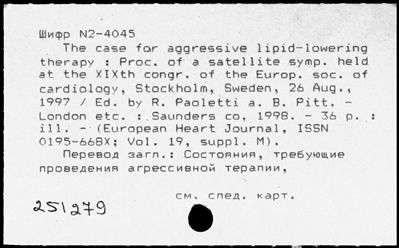 Шифр N2-4045
The case for aggressive lipid-lowering
therapy : Proc. of a satellite symp. held
at the XIXth congr. of the Europ. soc. of
cardiology, Stockholm, Sweden, 26 Aug.,
1997 / Ed. by R. Paoletti a. B. Pitt. -
London etc. : Saunders co, 1998. - 36 p. :
ill. - (European Heart Journal, ISSN
0195-668X; Vol. 19, suppl. M).
Перевод загл.: Состояния, требующие
проведения агрессивной терапии,
см. след. карт.
251279